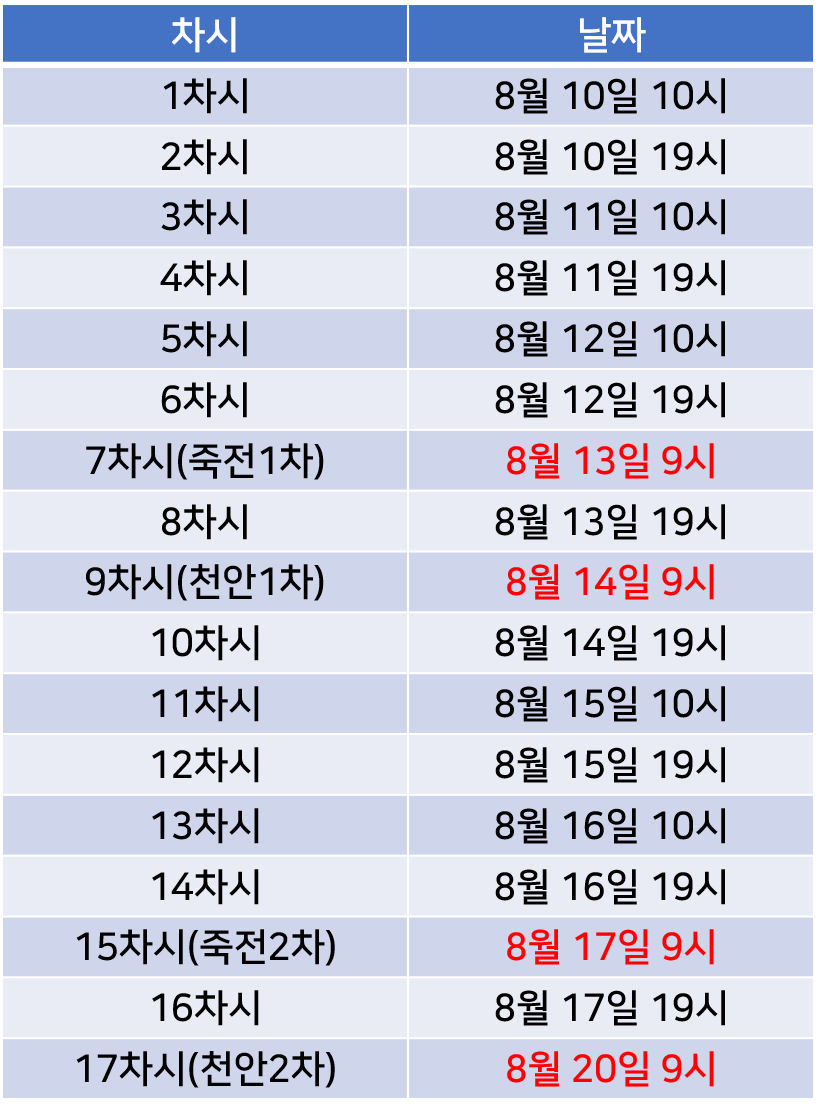 차시 날짜
1차시 8월 10일 10시
2차시 8월 10일 19시
3차시 8월 11일 10시
4차시 8월 11일 19시
5차시 8월 12일 10시
6차시 8월 12일 19시
7차시(죽전1차) 8월 13일 9시
8차시 8월 13일 19시
9차시(천안1차) 8월 14일 9시
10차시 8월 14일 19시
11차시 8월 15일 10시
12차시 8월 15일 19시
13차시 8월 16일 10시
14차시 8월 16일 19시
15차시(죽전2차) 8월 17일 9시
16차시 8월 17일 19시
17차시(천안2차) 8월 20일 9시